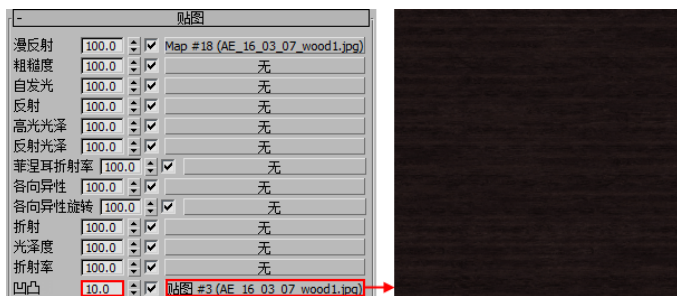 - 贴图
漫反射 100.0 Map #18 (AE_16_03_07_wood1.jpg)
粗糙度 100.0 无
自发光 100.0 无
反射 100.0 无
高光光泽 100.0 无
反射光泽 100.0 无
菲涅耳折射率 100.0 无
各向异性 100.0 无
各向异性旋转 100.0 无
折射 100.0 无
光泽度 100.0 无
折射率 100.0 无
凹凸 10.0 贴图 #3 (AE_16_03_07_wood1.jpg)